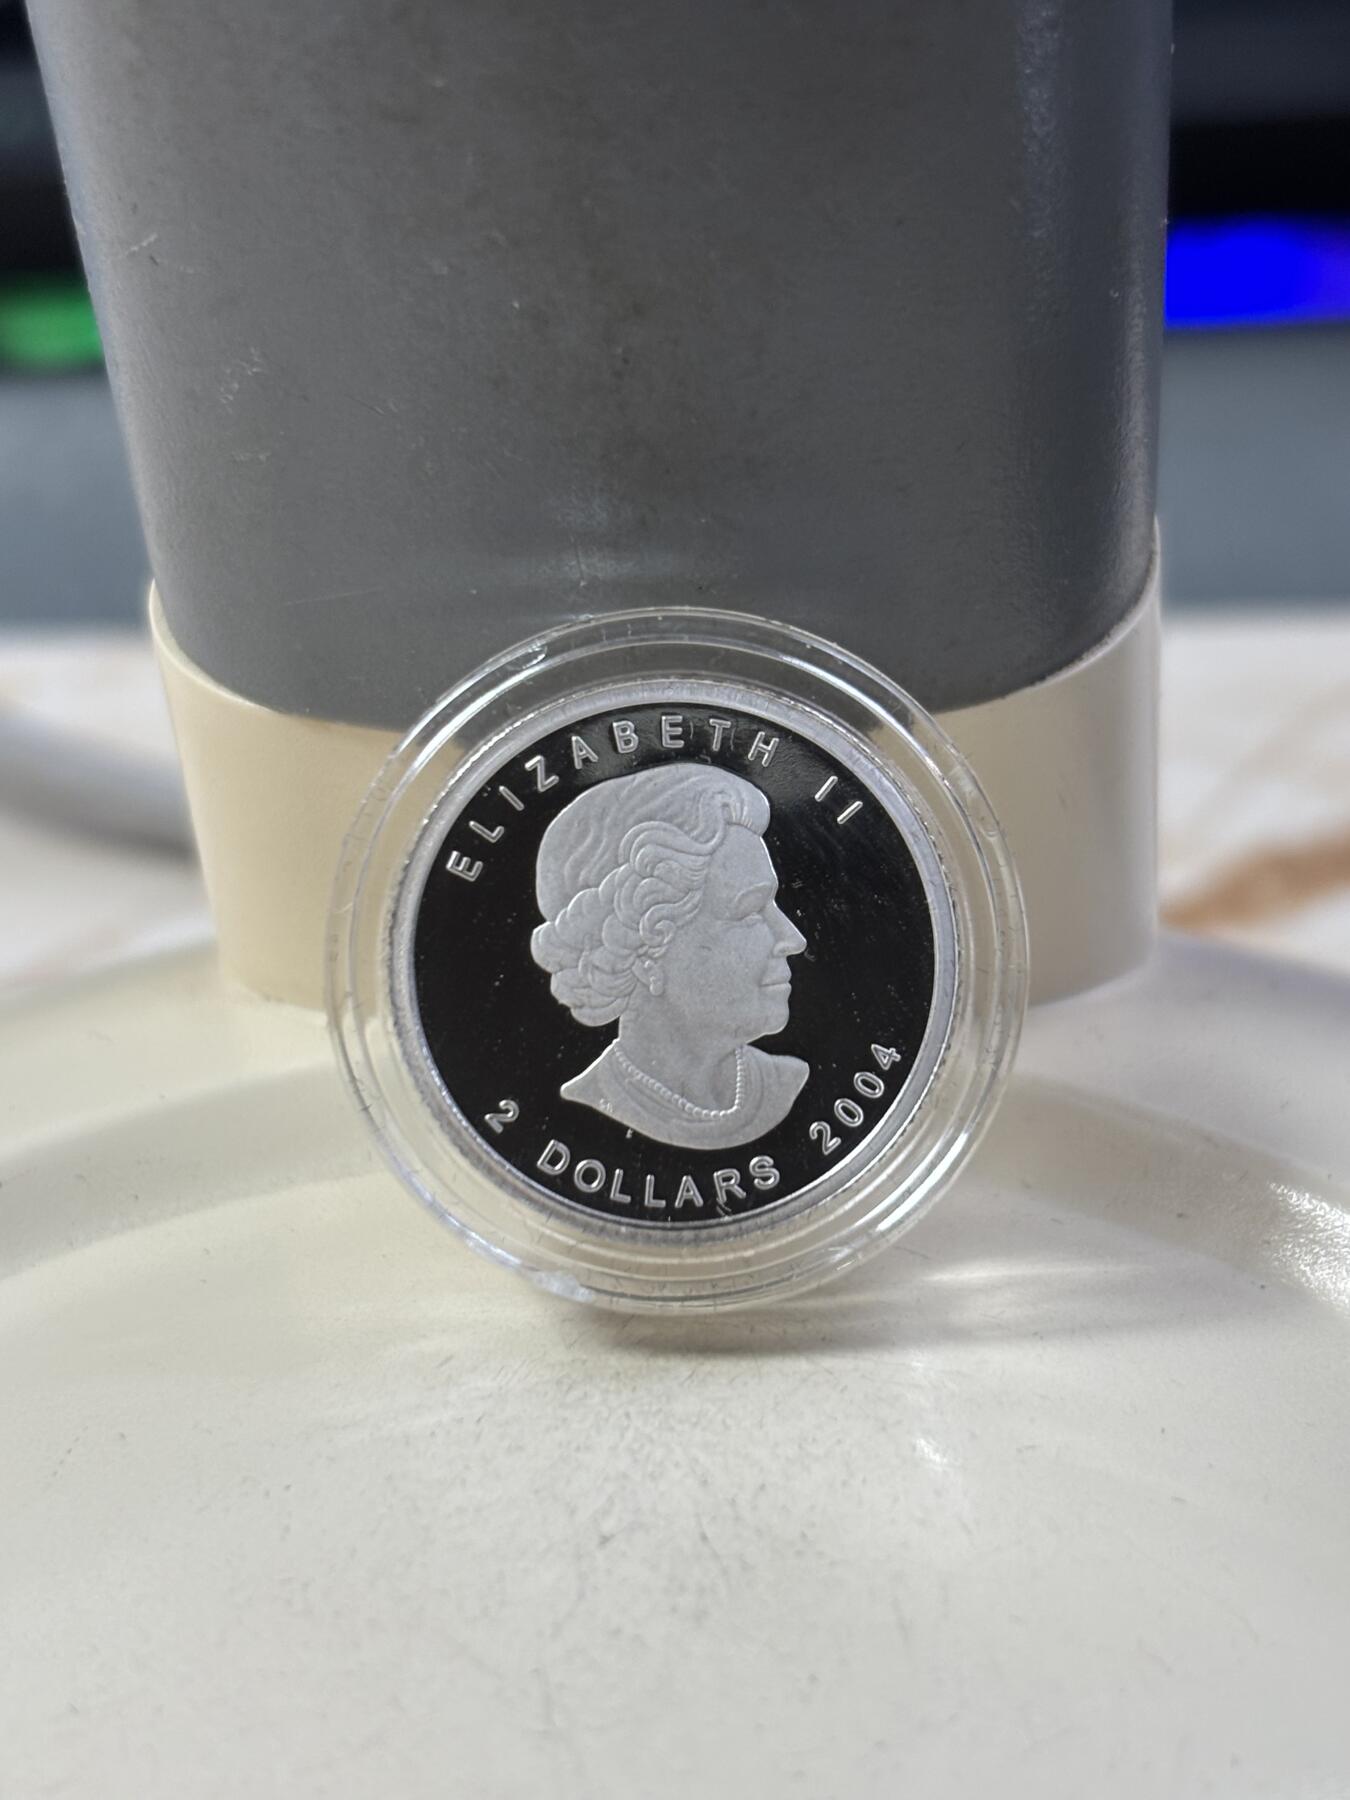 ELIZABETH II
2 DOLLARS 2004